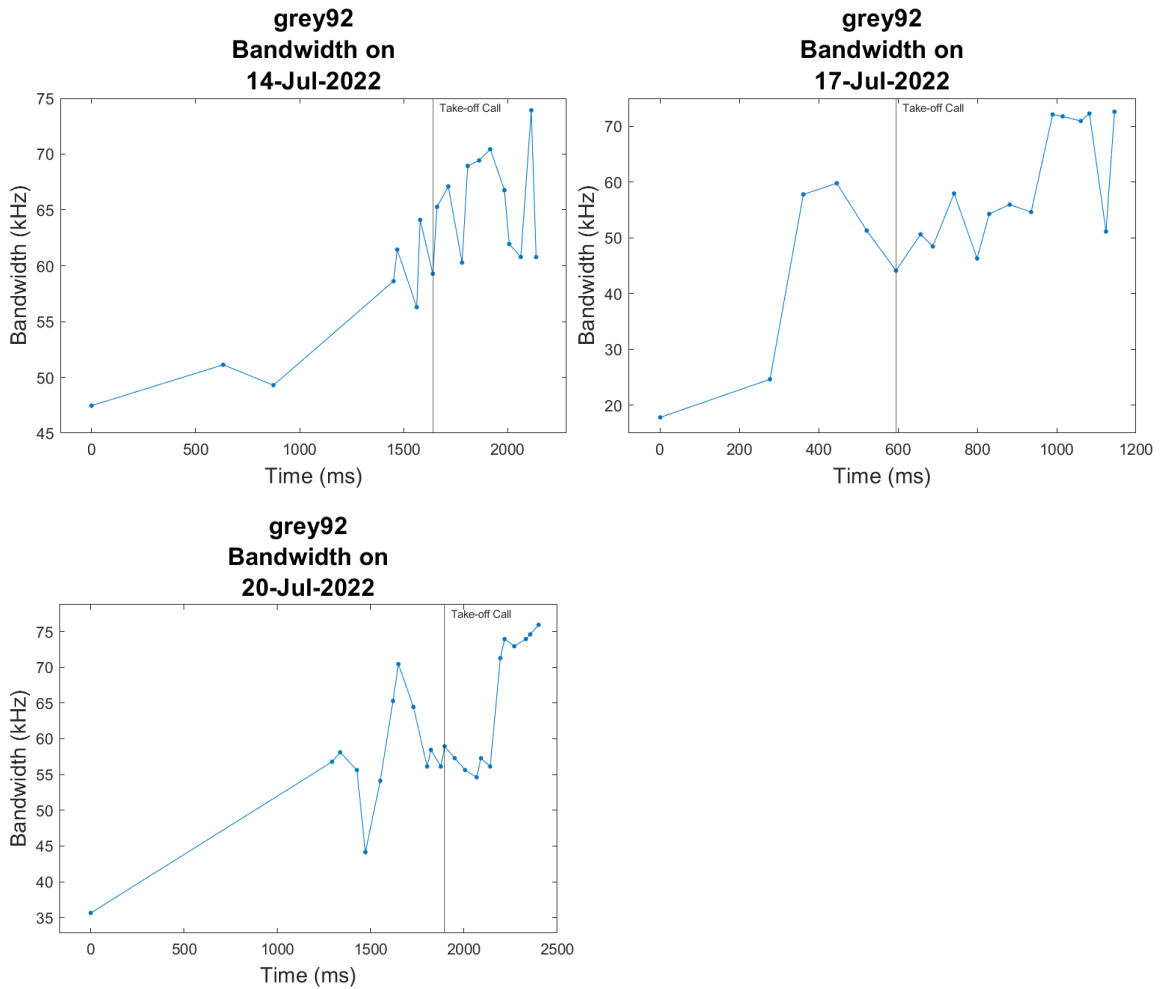 grey92
Bandwidth on
14-Jul-2022
Take-off Call
75
70
65
60
55
50
45
Bandwidth (kHz)
0 500 1000 1500 2000
Time (ms)
grey92
Bandwidth on
17-Jul-2022
Take-off Call
70
60
50
40
30
20
Bandwidth (kHz)
0 200 400 600 800 1000 1200
Time (ms)
grey92
Bandwidth on
20-Jul-2022
Take-off Call
75
70
65
60
55
50
45
40
35
Bandwidth (kHz)
0 500 1000 1500 2000 2500
Time (ms)